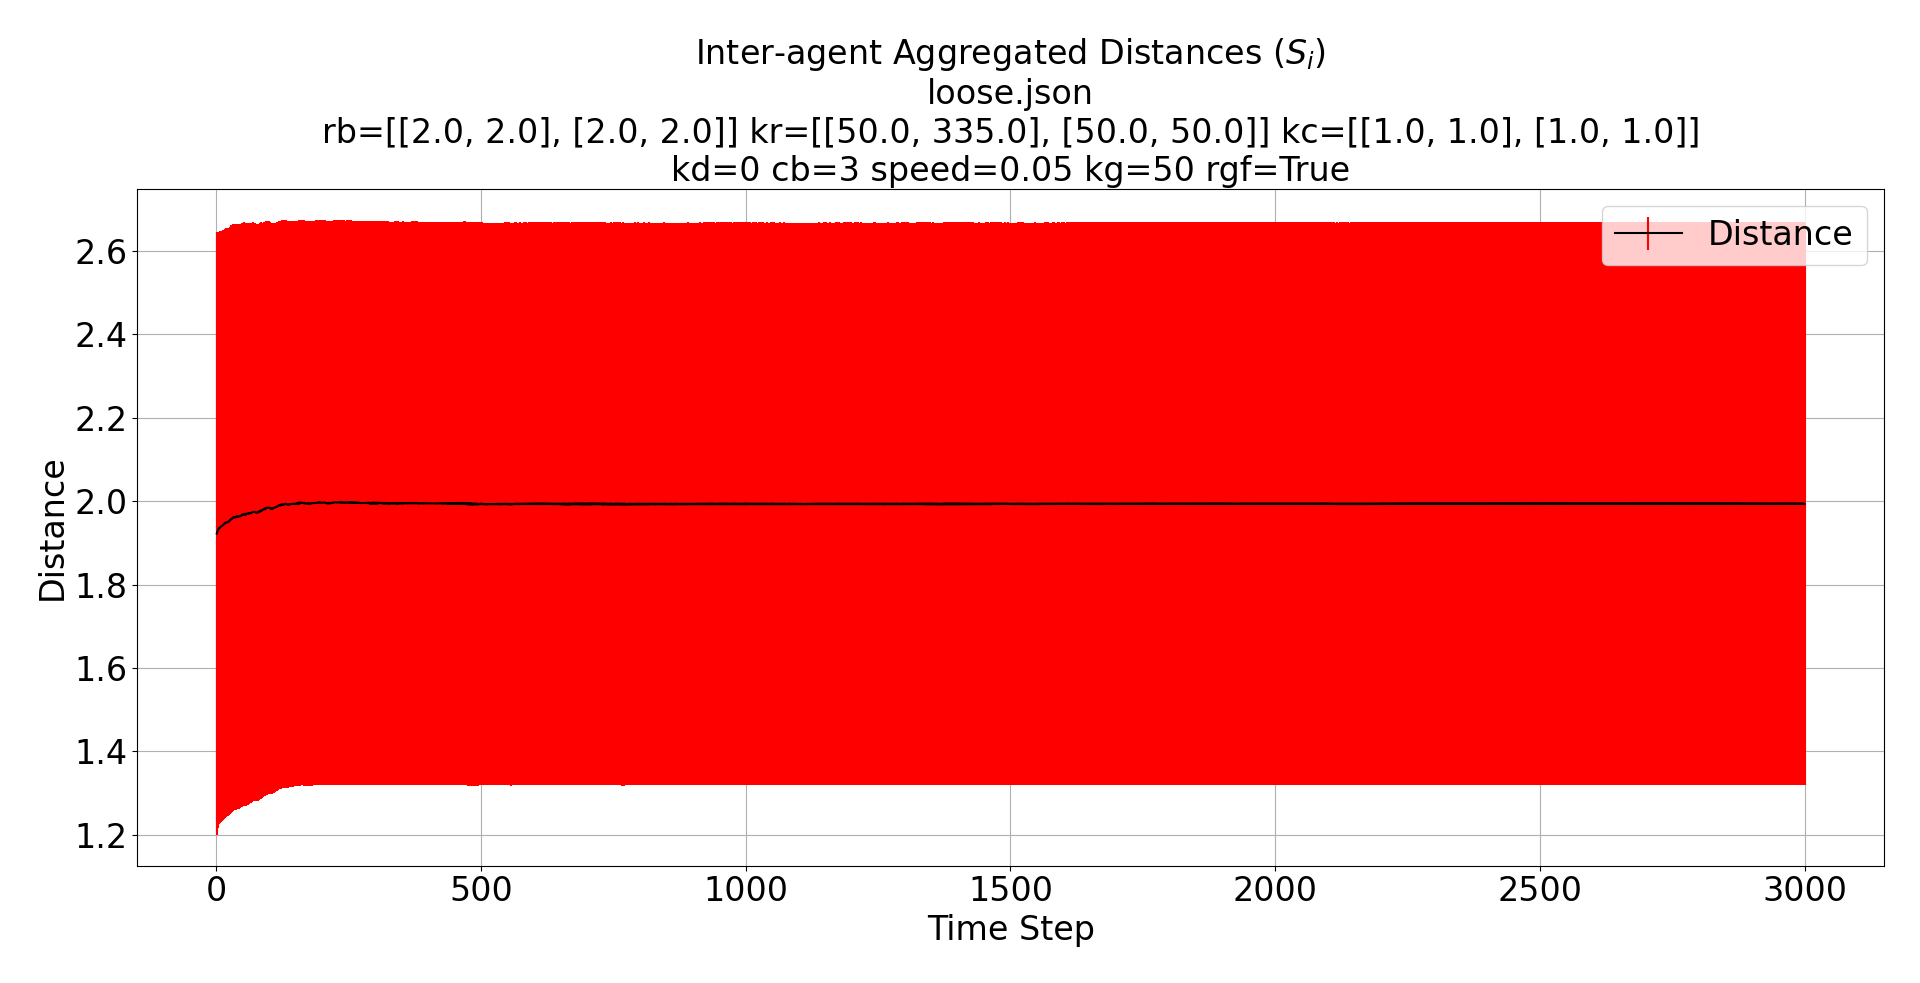 Inter-agent Aggregated Distances (Si)
loose.json
rb=[[2.0, 2.0], [2.0, 2.0]] kr=[[50.0, 335.0], [50.0, 50.0]] kc=[[1.0, 1.0], [1.0, 1.0]]
kd=0 cb=3 speed=0.05 kg=50 rgf=True
Distance
2.6
2.4
2.2
2.0
1.8
1.6
1.4
1.2
Distance
0 500 1000 1500 2000 2500 3000
Time Step